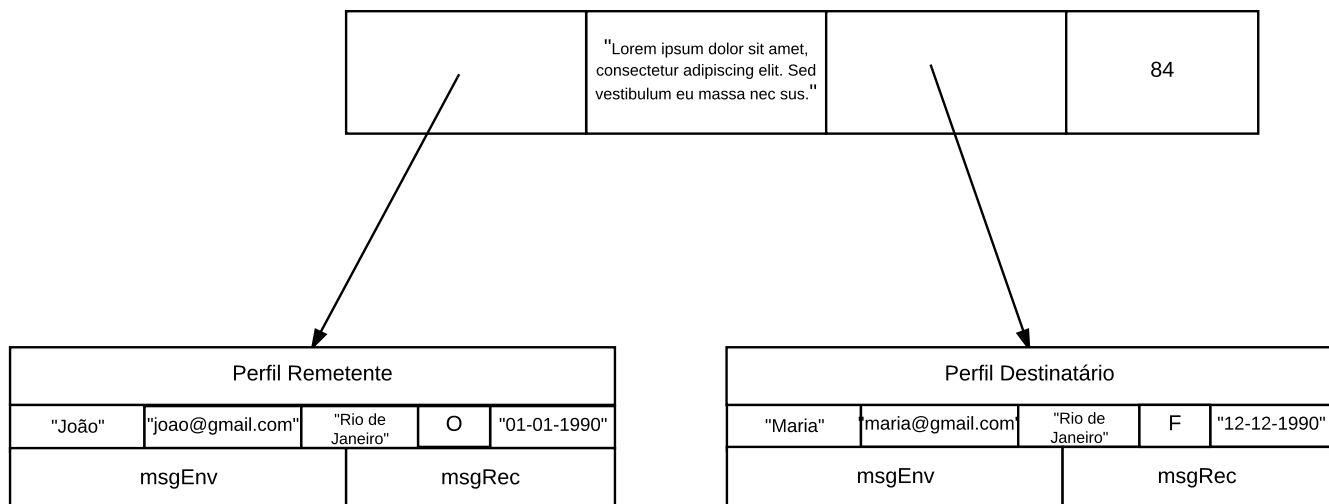 "Lorem ipsum dolor sit amet,
consectetur adipiscing elit. Sed
vestibulum eu massa nec sus."
84
Perfil Remetente
"João"
"joao@gmail.com"
"Rio de
Janeiro"
O
"01-01-1990"
msgEnv
msgRec
Perfil Destinatário
"Maria"
"maria@gmail.com"
"Rio de
Janeiro"
F
"12-12-1990"
msgEnv
msgRec